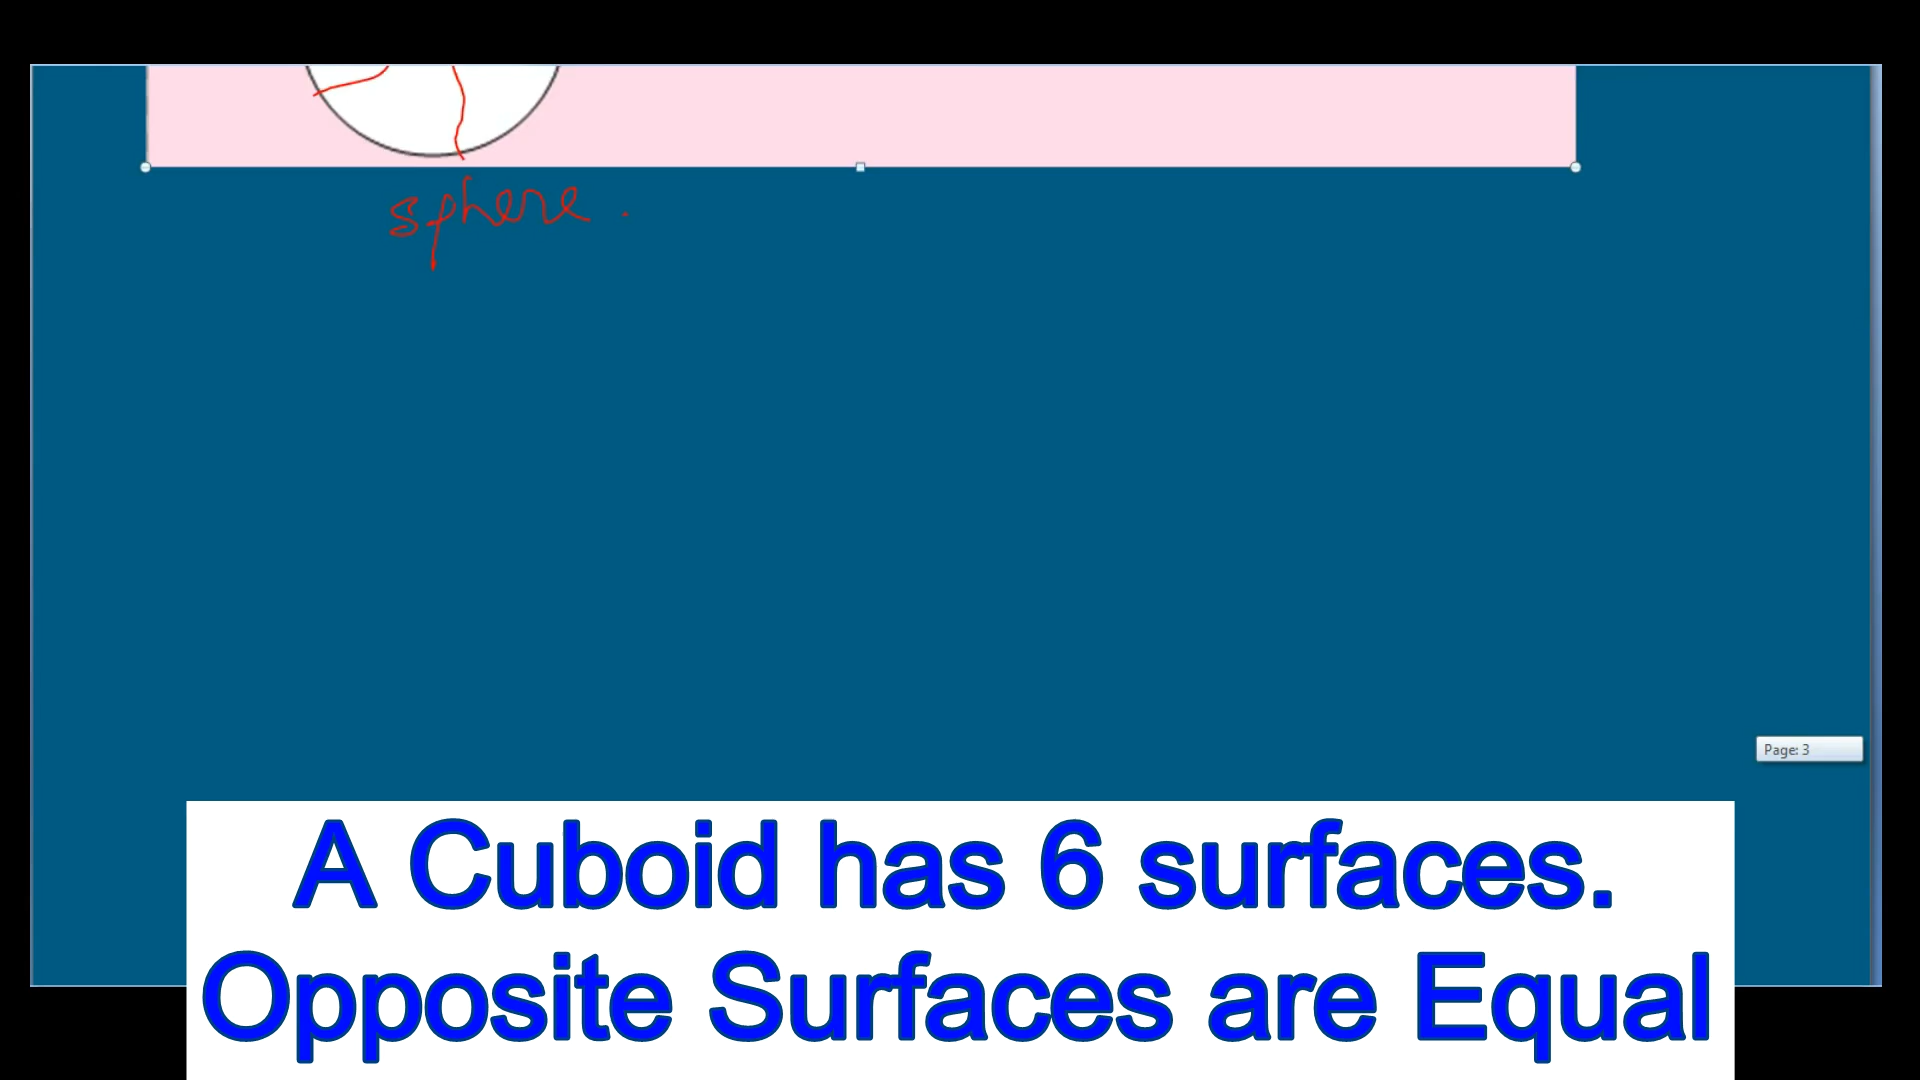 sphere.
Page: 3
A Cuboid has 6 surfaces.
Opposite Surfaces are Equal